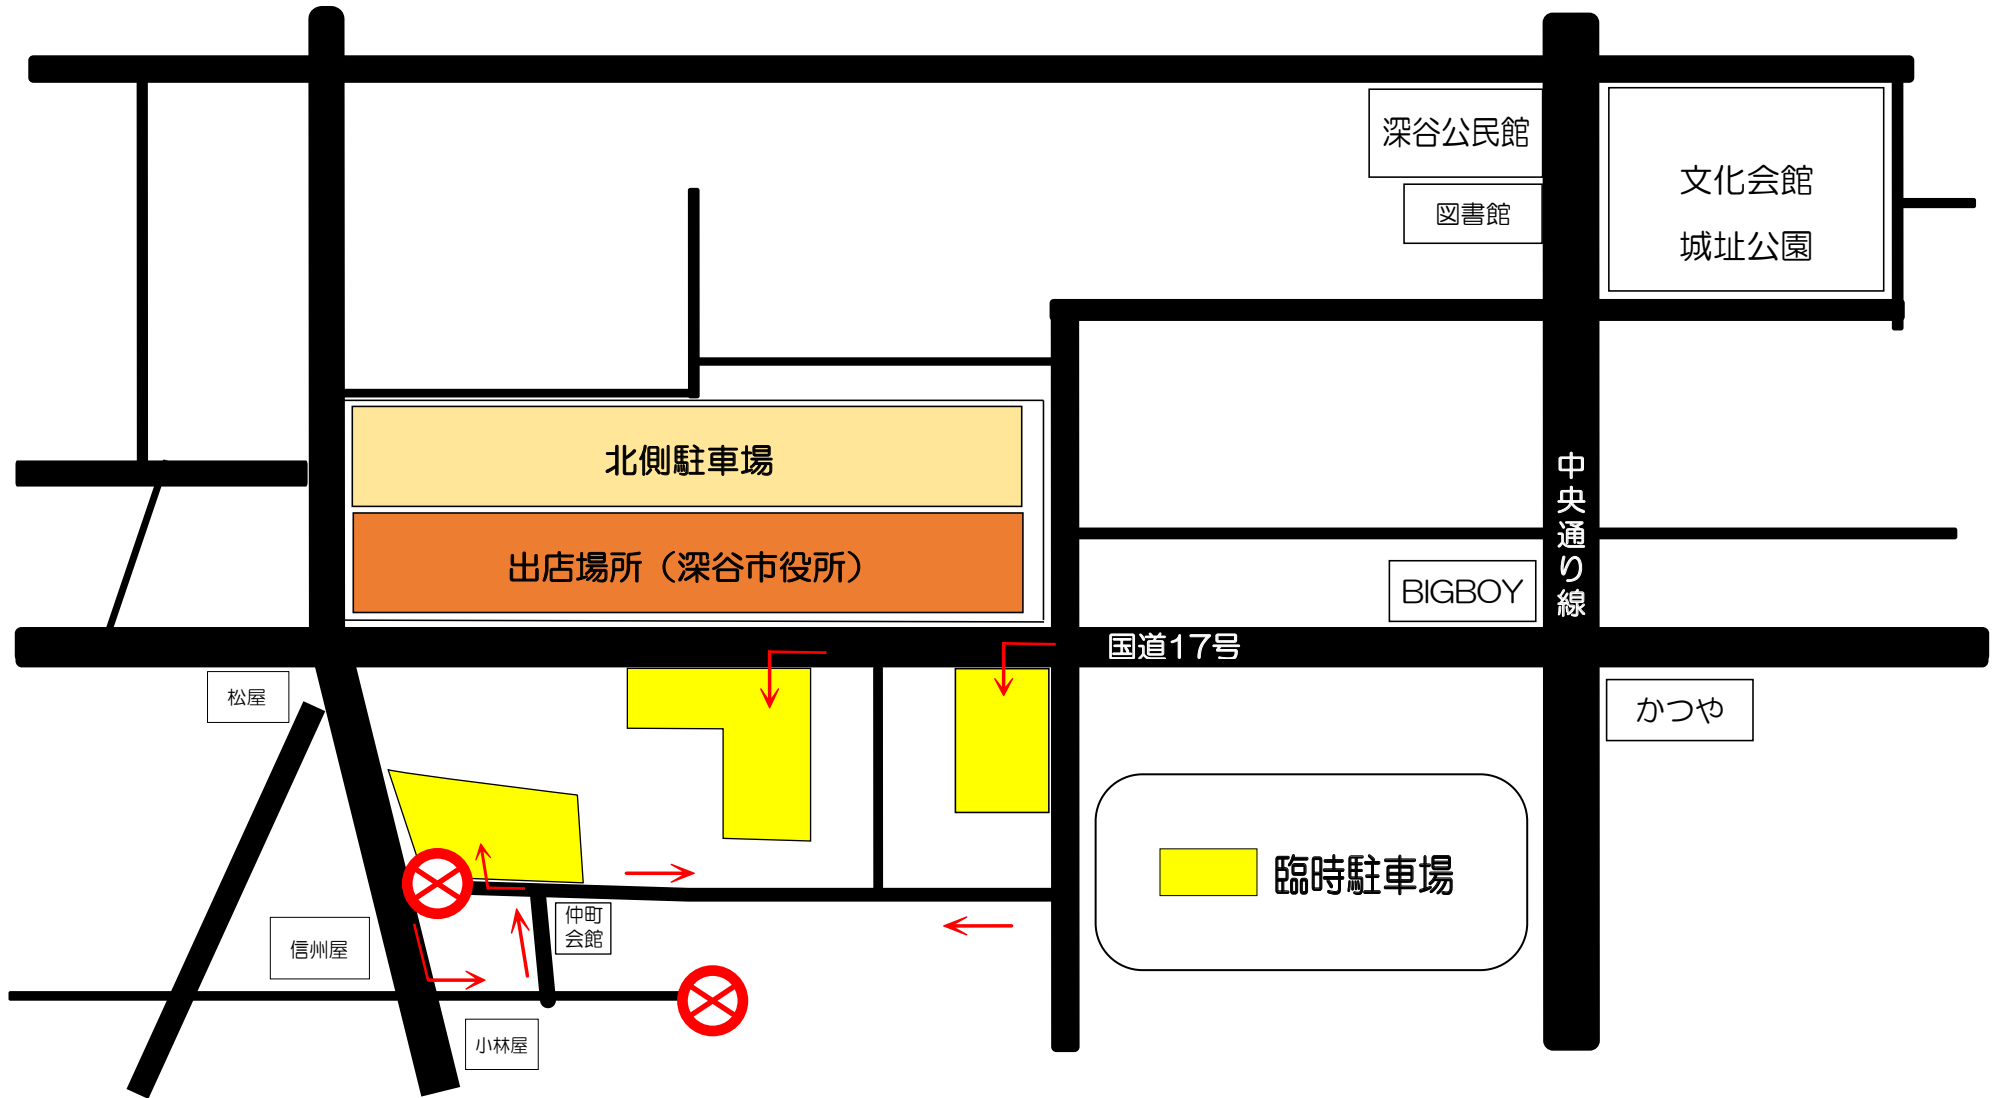 深谷公民館
図書館
文化会館
城址公園
北側駐車場
出店場所（深谷市役所）
中央通り線
BIGBOY
国道17号
松屋
かつや
臨時駐車場
仲町
会館
信州屋
小林屋